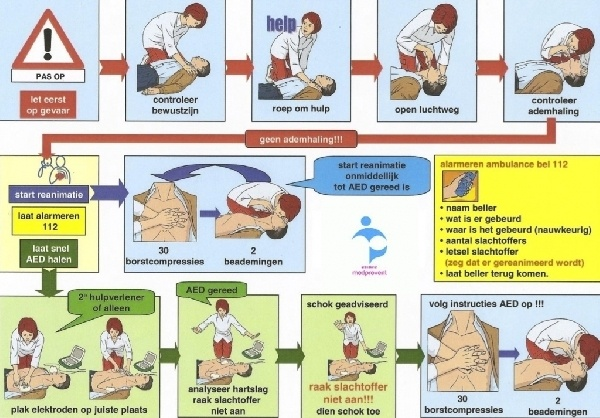 PAS OP
let eerst
op gevaar
controleer
bewustzijn
help
roep om hulp
open luchtweg
controleer
ademhaling
geen ademhaling!!!
start reanimatie
laat alarmeren
112
laat snel
AED halen
30
borstcompressies
2
beademingen
start reanimatie
onmiddelijk
tot AED gereed is
medprevent
alarmeren ambulance bel 112
• naam beller
• wat is er gebeurd
• waar is het gebeurd (nauwkeurig)
• aantal slachtoffers
• letsel slachtoffer
(zeg dat er gereanimeerd wordt)
• laat beller terug komen.
2e hulpverlener
of alleen
plak elektroden op juiste plaats
AED gereed
analyseer hartslag
raak slachtoffer
niet aan
schok geadviseerd
raak slachtoffer
niet aan!!!
dien schok toe
volg instructies AED op !!!
30
borstcompressies
2
beademingen